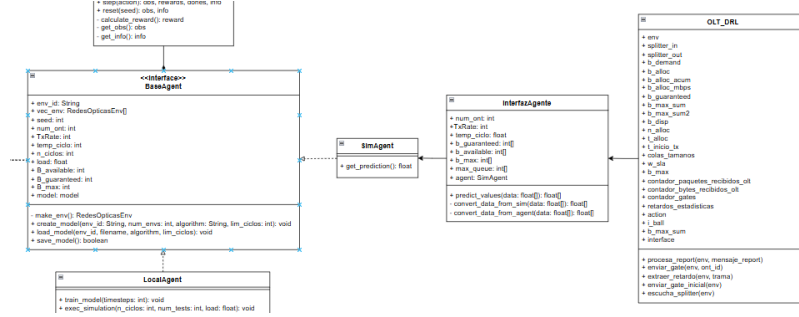 + step(action): obs, rewards, dones, info
+ reset(seed): obs, info
- calculate_reward(): reward
- get_obs(): obs
- get_info(): info
<<Interface>>
BaseAgent
+ env_id: String
+ vec_env: RedesOpticasEnv[]
+ seed: int
+ num_ont: int
+ TxRate: int
+ temp_ciclo: int
+ n_ciclos: int
+ load: float
+ B_available: int
+ B_guaranteed: int
+ B_max: int
+ model: model
- make_env(): RedesOpticasEnv
+ create_model(env_id: String, num_envs: int, algorithm: String, lim_ciclos: int): void
+ load_model(env_id, filename, algorithm, lim_ciclos): void
+ save_model(): boolean
LocalAgent
+ train_model(timesteps: int): void
+ exec_simulation(n_ciclos: int, num_tests: int, load: float): void
SimAgent
+ get_prediction(): float
InterfazAgente
+ num_ont: int
+TxRate: int
+ temp_ciclo: float
+ b_guaranteed: int[]
+ b_available: int[]
+ b_max: int[]
+ max_queue: int[]
+ agent: SimAgent
+ predict_values(data: float[]): float[]
- convert_data_from_sim(data: float[]): float[]
- convert_data_from_agent(data: float[]): float[]
OLT_DRL
+ env
+ splitter_in
+ splitter_out
+ b_demand
+ b_alloc
+ b_alloc_acum
+ b_alloc_mbps
+ b_guaranteed
+ b_max_sum
+ b_max_sum2
+ b_disp
+ n_alloc
+ t_alloc
+ t_inicio_tx
+ colas_tamanos
+ w_sla
+ b_max
+ contador_paquetes_recibidos_olt
+ contador_bytes_recibidos_olt
+ contador_gates
+ retardos_estadisticas
+ action
+ i_ball
+ b_max_sum
+ interface
+ procesa_report(env, mensaje_report)
+ enviar_gate(env, ont_id)
+ extraer_retardo(env, trama)
+ enviar_gate_inicial(env)
+ escucha_splitter(env)